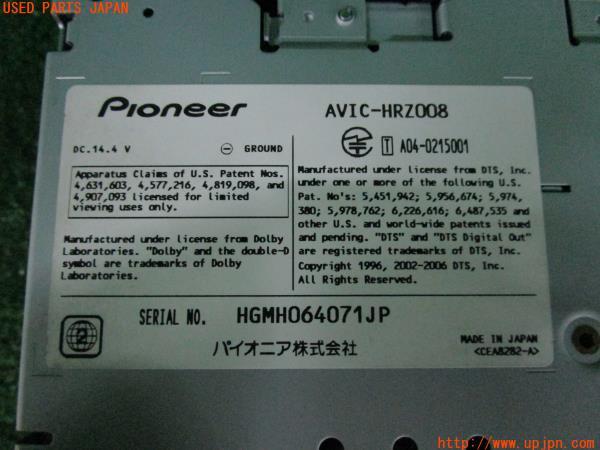 USED PARTS JAPAN
Pioneer
AVIC-HRZ008
DC.14.4 V
GROUND
T A04-0215001
Apparatus Claims of U.S. Patent Nos.
4,631,603, 4,577,216, 4,819,098, and
4,907,093 licensed for limited
viewing uses only.
Manufactured under license from Dolby
Laboratories. "Dolby" and the double-D
symbol are trademarks of Dolby
Laboratories.
Manufactured under license from DTS, Inc.
under one or more of the following U.S.
Pat. No's: 5,451,942; 5,956,674; 5,974,
380; 5,978,762; 6,226,616; 6,487,535 and
other U.S. and world-wide patents issued
and pending. "DTS" and "DTS Digital Out"
are registered trademarks of DTS, Inc.
Copyright 1996, 2002-2006 DTS, Inc.
All Rights Reserved.
SERIAL NO. HGMH064071JP
2
パイオニア株式会社
MADE IN JAPAN
<CEA8282-A>
http://www.upjpn.com/